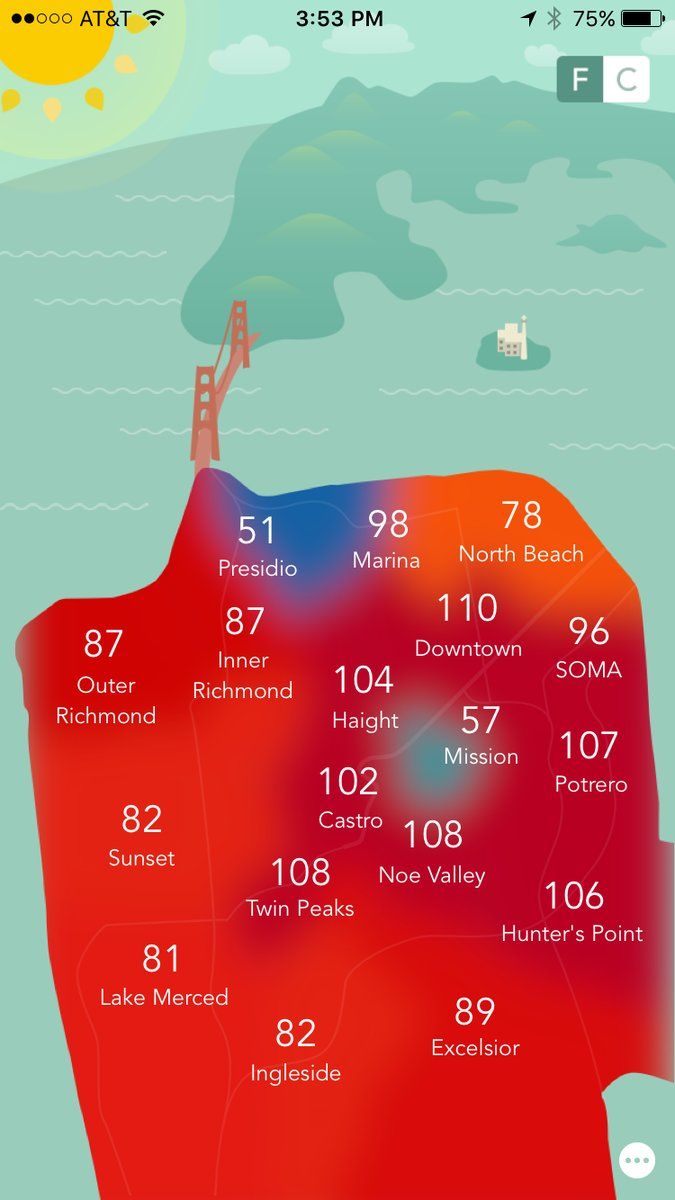 AT&T 3:53 PM 75%
F C
51
Presidio
98
Marina
78
North Beach
87
Outer
Richmond
87
Inner
Richmond
110
Downtown
96
SOMA
104
Haight
57
Mission
107
Potrero
102
Castro
82
Sunset
108
Noe Valley
108
Twin Peaks
106
Hunter's Point
81
Lake Merced
82
Ingleside
89
Excelsior